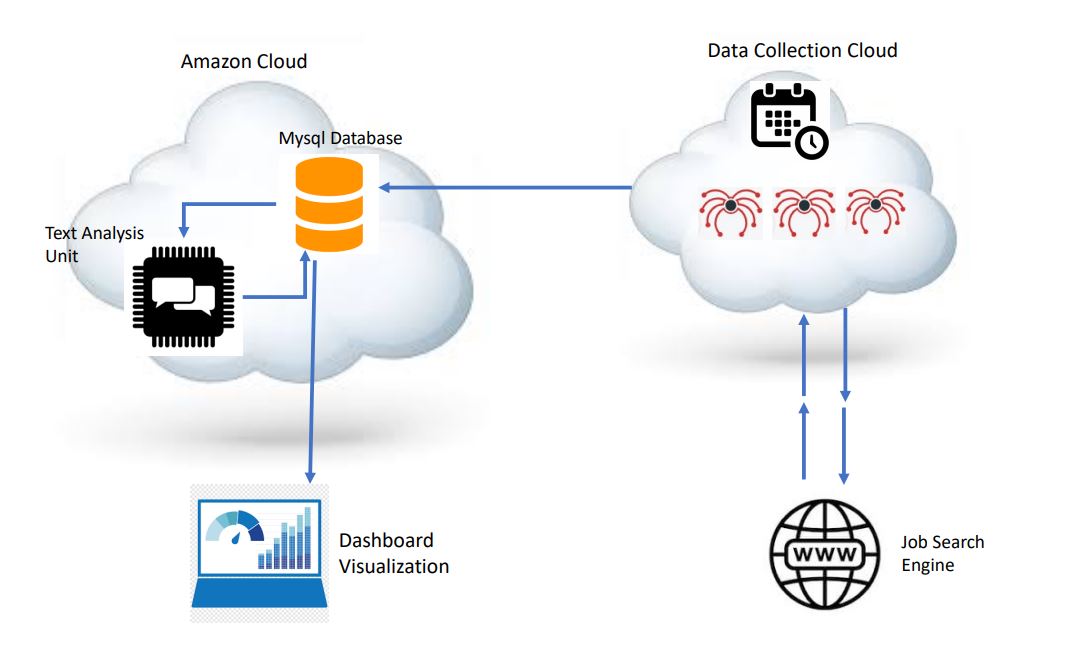 Amazon Cloud
Data Collection Cloud
Mysql Database
Text Analysis
Unit
Dashboard
Visualization
WWW
Job Search
Engine